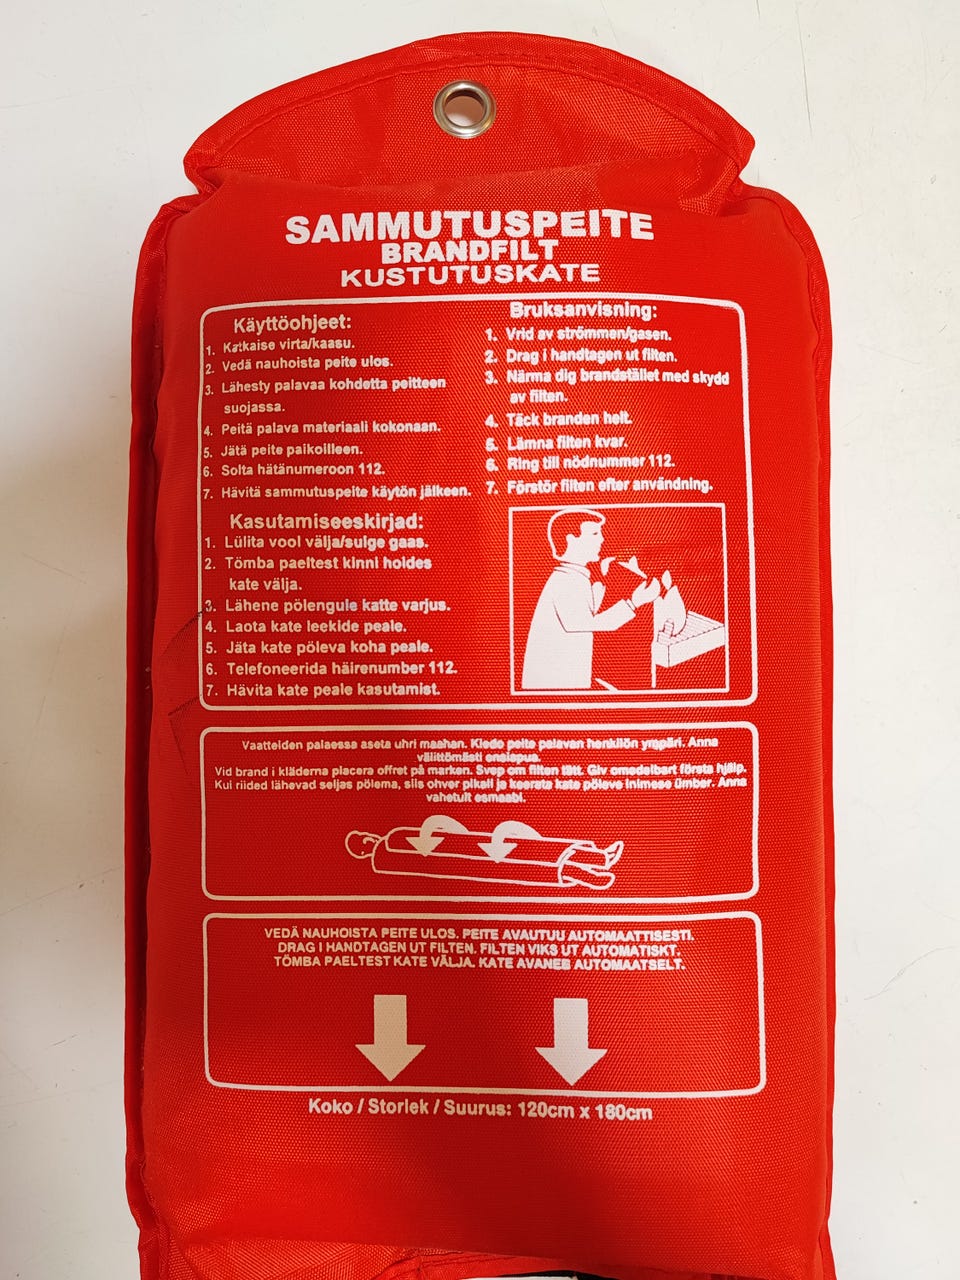 SAMMUTUSPEITE
BRANDFILT
KUSTUTUSKATE
Käyttöohjeet:
1. Katkaise virta/kaasu.
2. Vedä nauhoista peite ulos.
3. Lähesty palavaa kohdetta peitteen
suojassa.
4. Peitä palava materiaali kokonaan.
5. Jätä peite paikoilleen.
6. Soita hätänumeroon 112.
7. Hävitä sammutuspeite käytön jälkeen.
Bruksanvisning:
1. Vrid av strömmen/gasen.
2. Drag i handtagen ut filten.
3. Närma dig brandstället med skydd
av filten.
4. Täck branden helt.
5. Lämna filten kvar.
6. Ring till nödnummer 112.
7. Förstör filten efter användning.
Kasutamiseeskirjad:
1. Lülita vool välja/sulge gaas.
2. Tõmba paeltest kinni hoides
kate välja.
3. Lähene põlengule katte varjus.
4. Laota kate leekide peale.
5. Jäta kate põleva koha peale.
6. Telefoneerida häirenumber 112.
7. Hävita kate peale kasutamist.
Vaatteiden palaessa aseta uhri maahan. Kiedo peite palavan henkilön ympäri. Anna
välittömästi ensiapua.
Vid brand i kläderna placera offret på marken. Svep om filten tätt. Giv omedelbart första hjälp.
Kui riided lähevad seljas põlema, siis ohver pikali ja keerata kate põleva inimese ümber. Anna
vahetult esmaabi.
VEDÄ NAUHOISTA PEITE ULOS. PEITE AVAUTUU AUTOMAATTISESTI.
DRAG I HANDTAGEN UT FILTEN. FILTEN VIKS UT AUTOMATISKT.
TÕMBA PAELTEST KATE VÄLJA. KATE AVANEB AUTOMAATSELT.
Koko / Storlek / Suurus: 120cm x 180cm